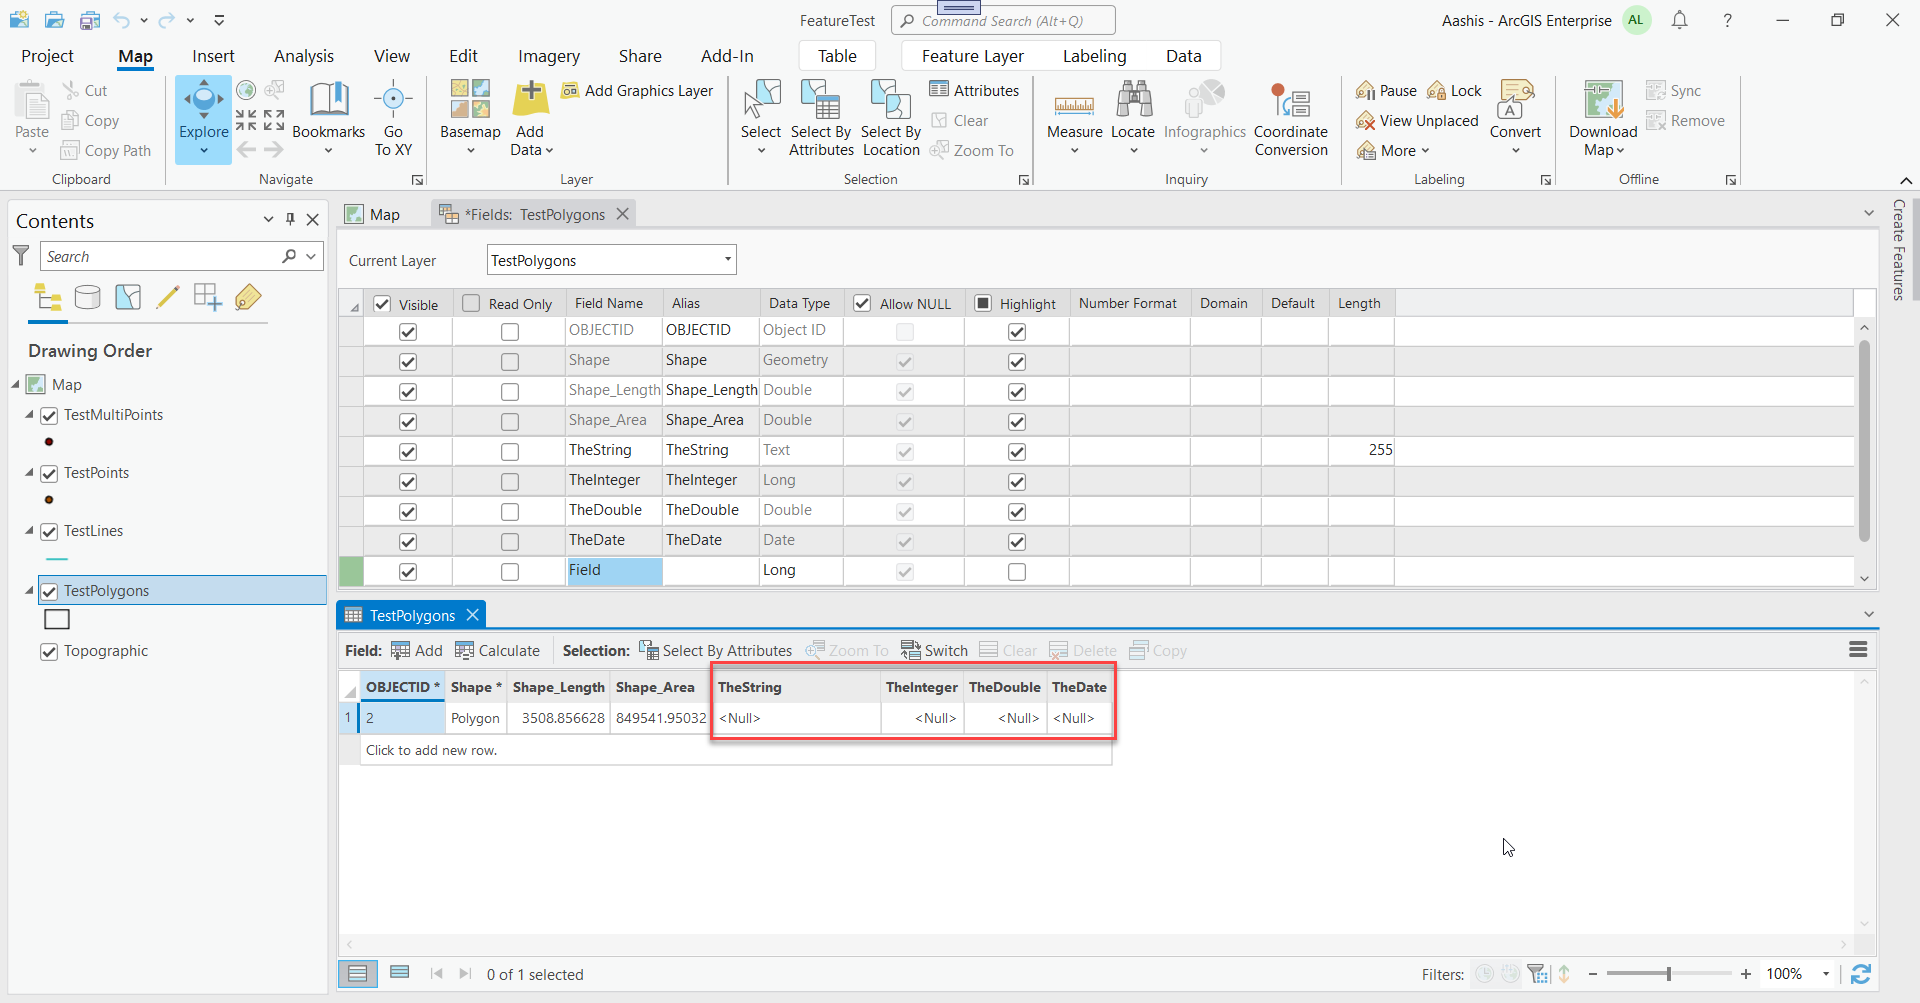 FeatureTest
Command Search (Alt+Q)
Aashis - ArcGIS Enterprise
AL
?
Project Map Insert Analysis View Edit Imagery Share Add-In Table Feature Layer Labeling Data
Paste
Cut
Copy
Copy Path
Clipboard
Explore
Bookmarks
Go
To XY
Navigate
Basemap
Add
Data
Add Graphics Layer
Layer
Select
Select By
Attributes
Select By
Location
Attributes
Clear
Zoom To
Selection
Measure
Locate
Infographics
Coordinate
Conversion
Inquiry
Pause
Lock
View Unplaced
More
Convert
A
Labeling
Download
Map
Sync
Remove
Offline
Contents
Search
Drawing Order
Map
TestMultiPoints
TestPoints
TestLines
TestPolygons
Topographic
Map
*Fields: TestPolygons
Create Features
Current Layer TestPolygons
Visible Read Only Field Name Alias Data Type Allow NULL Highlight Number Format Domain Default Length
OBJECTID OBJECTID Object ID
Shape Shape Geometry
Shape_Length Shape_Length Double
Shape_Area Shape_Area Double
TheString TheString Text 255
TheInteger TheInteger Long
TheDouble TheDouble Double
TheDate TheDate Date
Field Long
TestPolygons
Field: Add Calculate Selection: Select By Attributes Zoom To Switch Clear Delete Copy
OBJECTID * Shape * Shape_Length Shape_Area TheString TheInteger TheDouble TheDate
1 2 Polygon 3508.856628 849541.95032 <Null> <Null> <Null> <Null>
Click to add new row.
0 of 1 selected
Filters:
- + 100%